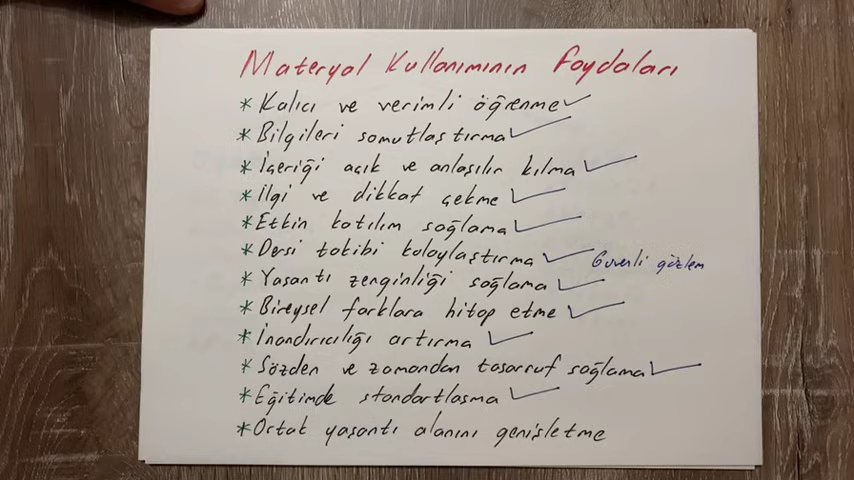 Materyal Kullanımının Faydaları
* Kalıcı ve verimli öğrenme
* Bilgileri somutlaştırma
* İçeriği açık ve anlaşılır kılma
* İlgi ve dikkat çekme
* Etkin katılım sağlama
* Dersi takibi kolaylaştırma
Güvenli gözlem
* Yaşantı zenginliği sağlama
* Bireysel farklara hitap etme
* İnandırıcılığı artırma
* Sözden ve zamandan tasarruf sağlama
* Eğitimde standartlaşma
* Ortak yaşantı alanını genişletme